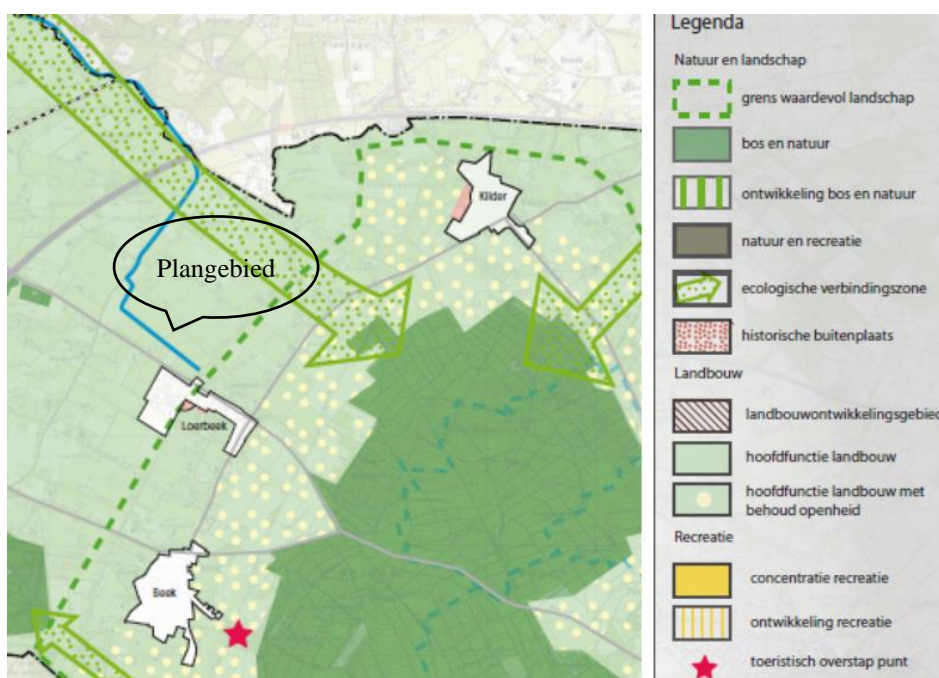 Plangebied
Kilder
Loerbeek
Beek
Legenda
Natuur en landschap
grens waardevol landschap
bos en natuur
ontwikkeling bos en natuur
natuur en recreatie
ecologische verbindingszone
historische buitenplaats
Landbouw
landbouwontwikkelingsgebied
hoofdfunctie landbouw
hoofdfunctie landbouw met
behoud openheid
Recreatie
concentratie recreatie
ontwikkeling recreatie
toeristisch overstap punt